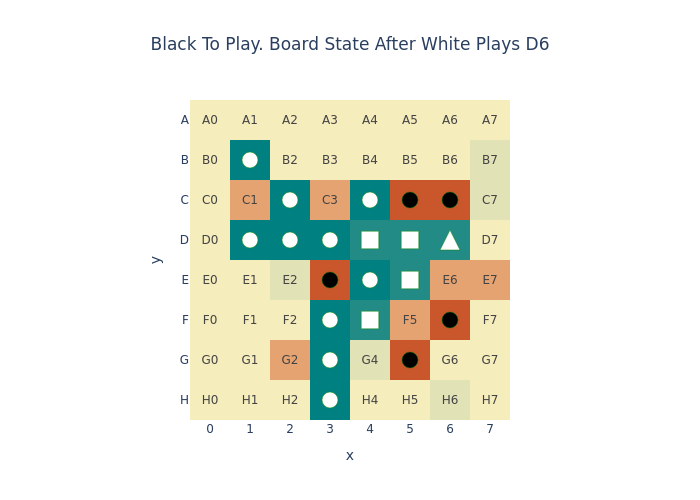 Black To Play. Board State After White Plays D6
A A0 A1 A2 A3 A4 A5 A6 A7
B B0 B2 B3 B4 B5 B6 B7
C C0 C1 C3 C7
D D0 D7
E E0 E1 E2 E6 E7
F F0 F1 F2 F5 F7
G G0 G1 G2 G4 G6 G7
H H0 H1 H2 H4 H5 H6 H7
0 1 2 3 4 5 6 7
x
y